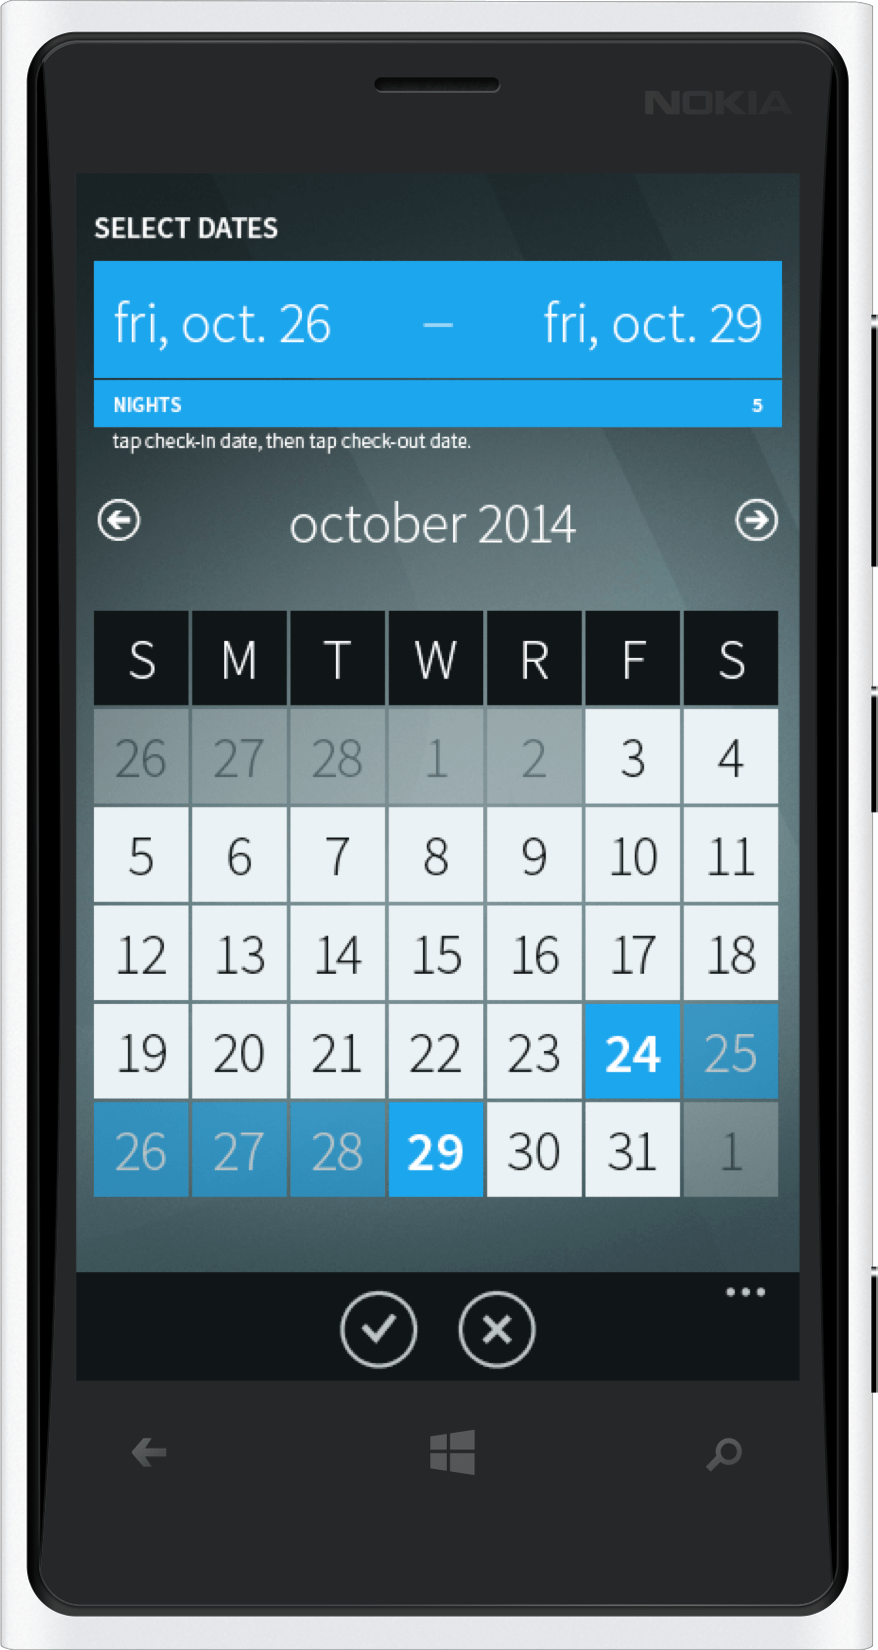 NOKIA
SELECT DATES
fri, oct. 26 – fri, oct. 29
NIGHTS 5
tap check-in date, then tap check-out date.
october 2014
S M T W R F S
26 27 28 1 2 3 4
5 6 7 8 9 10 11
12 13 14 15 16 17 18
19 20 21 22 23 24 25
26 27 28 29 30 31 1